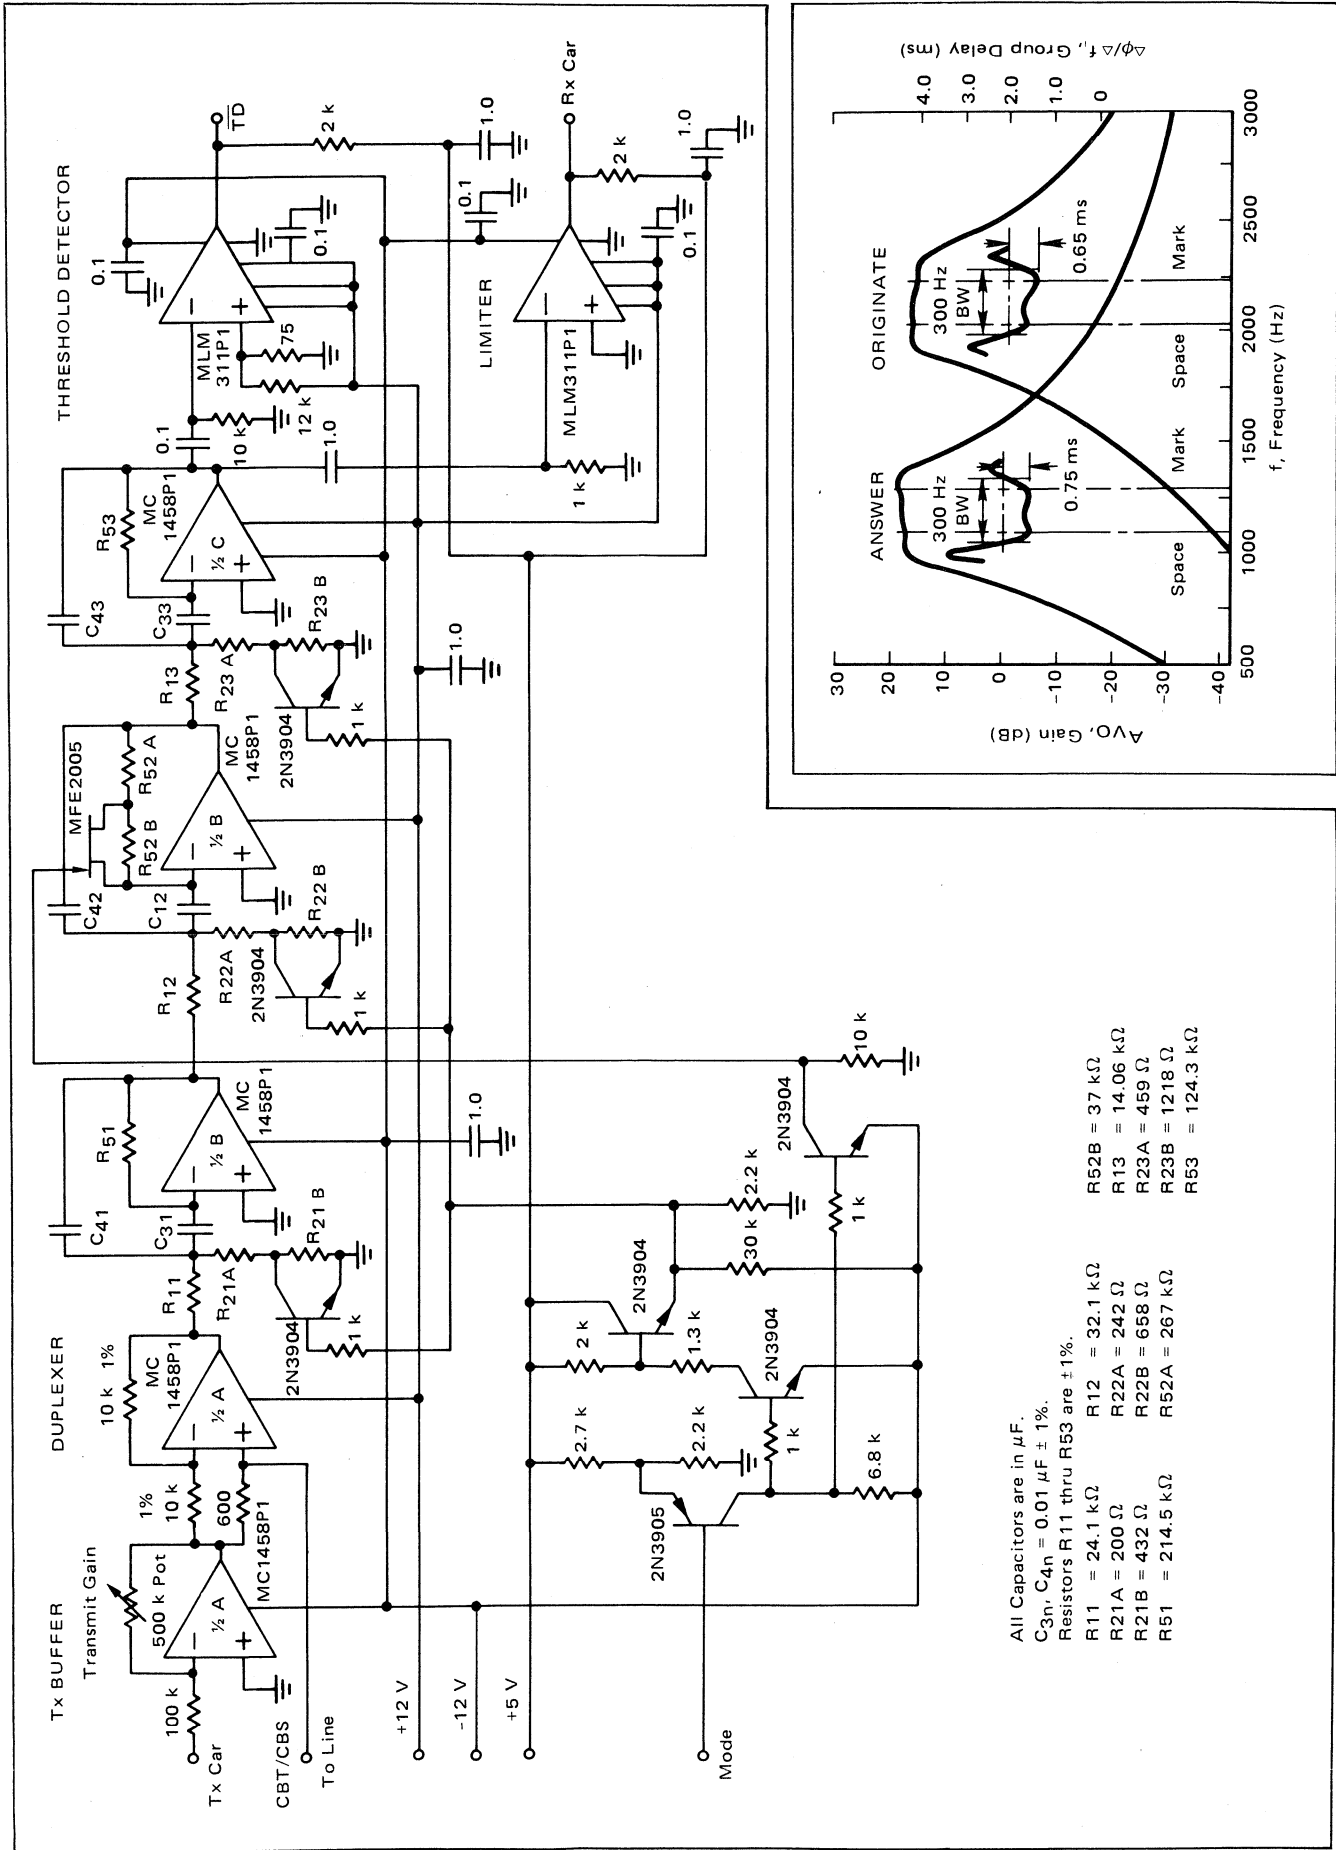 Tx BUFFER
DUPLEXER
THRESHOLD DETECTOR
Transmit Gain
500 k Pot
100 k
Tx Car
½ A
MC1458P1
CBT/CBS
To Line
1%
10 k
600
10 k 1%
MC
1458P1
½ A
R11
R21A
R21 B
2N3904
1 k
C41
C31
R51
MC
1458P1
½ B
1.0
R12
R22A
R22 B
2N3904
1 k
C42
C12
MFE2005
R52 B
R52 A
MC
1458P1
½ B
R13
R23 A
R23 B
2N3904
1 k
1.0
C43
C33
R53
MC
1458P1
½ C
0.1
10 k
1.0
1 k
12 k
75
MLM
311P1
0.1
0.1
TD
2 k
1.0
LIMITER
MLM311P1
0.1
0.1
Rx Car
2 k
1.0
+12 V
-12 V
+5 V
Mode
2N3905
2.7 k
2.2 k
6.8 k
1 k
2 k
1.3 k
2N3904
2N3904
30 k
2.2 k
1 k
2N3904
10 k
All Capacitors are in µF.
C3n, C4n = 0.01 µF ± 1%.
Resistors R11 thru R53 are ±1%.
R11 = 24.1 kΩ R12 = 32.1 kΩ R52B = 37 kΩ
R21A = 200 Ω R22A = 242 Ω R13 = 14.06 kΩ
R21B = 432 Ω R22B = 658 Ω R23A = 459 Ω
R51 = 214.5 kΩ R52A = 267 kΩ R23B = 1218 Ω
R53 = 124.3 kΩ
ANSWER
ORIGINATE
300 Hz
BW
300 Hz
BW
0.75 ms
0.65 ms
Space
Mark
Space
Mark
30
20
10
0
-10
-20
-30
-40
AVO, Gain (dB)
4.0
3.0
2.0
1.0
0
Δφ/Δf, Group Delay (ms)
500
1000
1500
2000
2500
3000
f, Frequency (Hz)